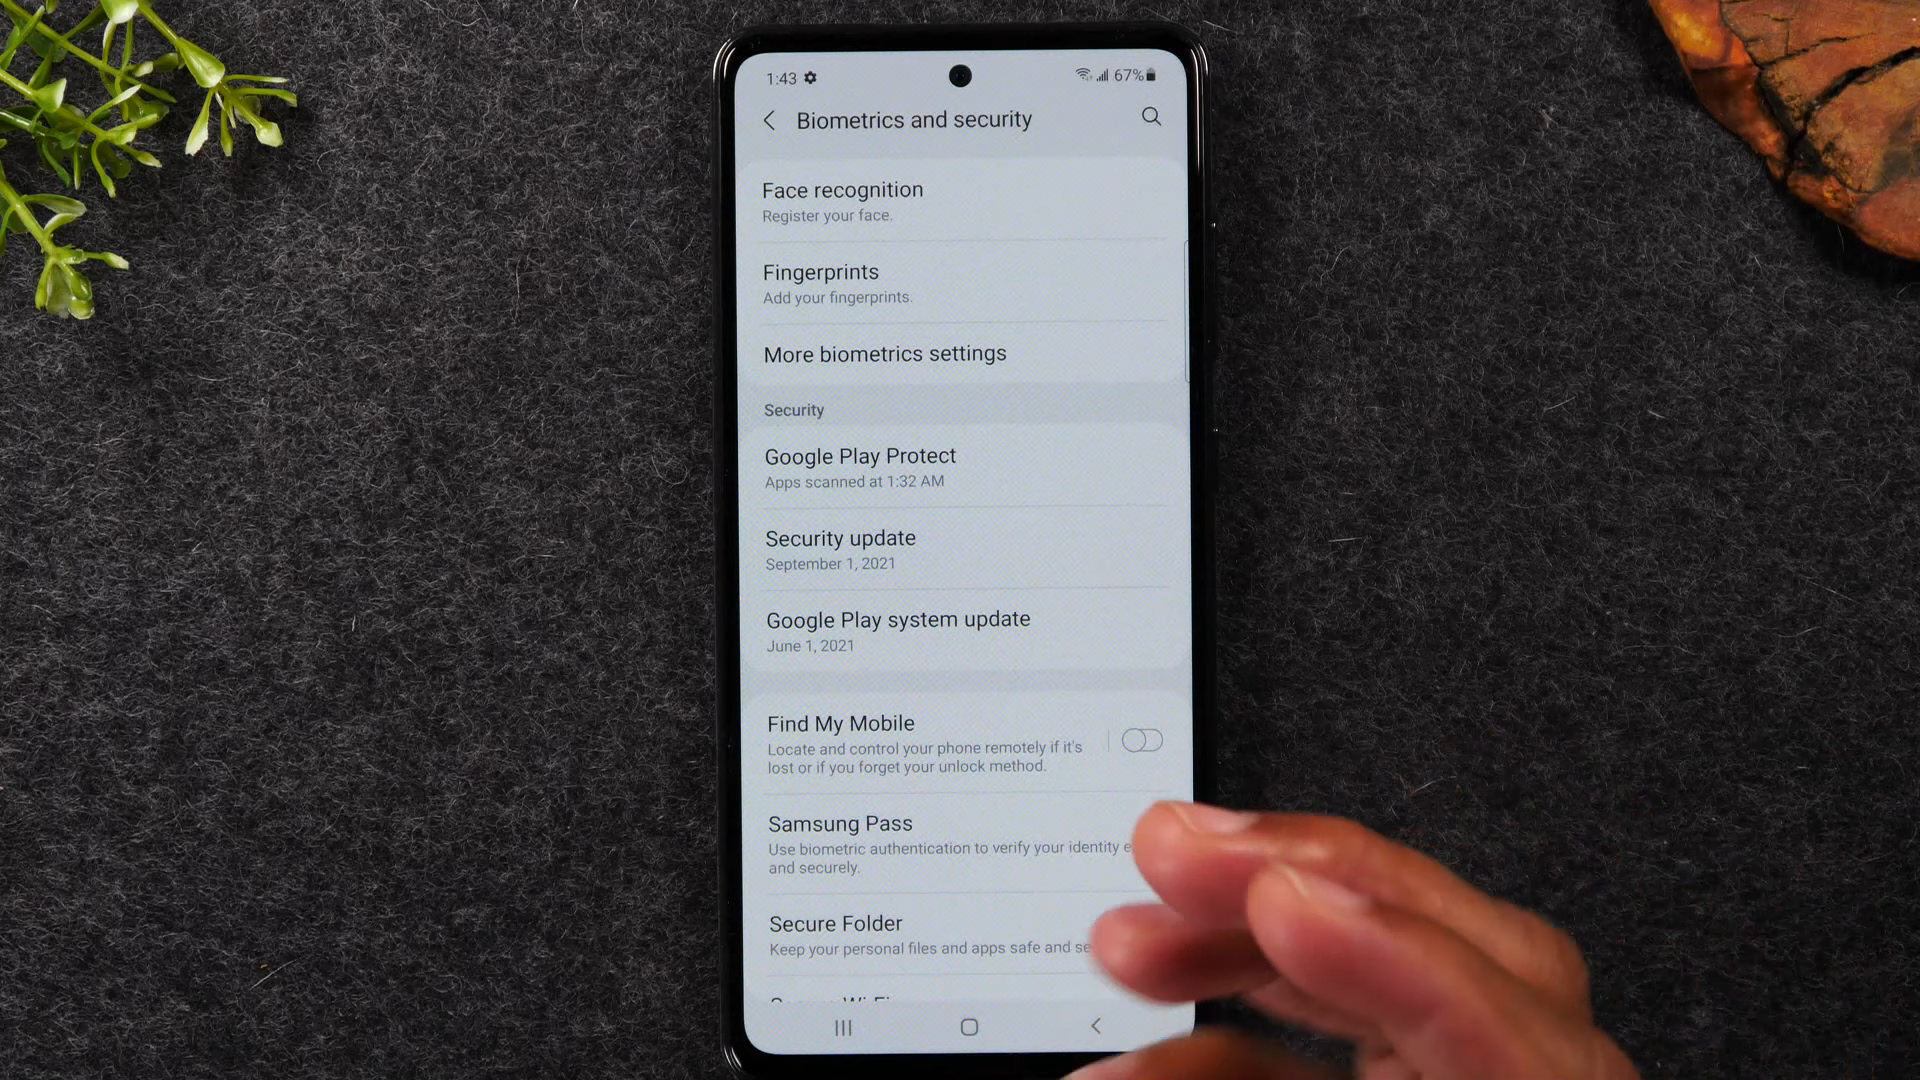 1:43
67%
Biometrics and security
Face recognition
Register your face.
Fingerprints
Add your fingerprints.
More biometrics settings
Security
Google Play Protect
Apps scanned at 1:32 AM
Security update
September 1, 2021
Google Play system update
June 1, 2021
Find My Mobile
Locate and control your phone remotely if it's
lost or if you forget your unlock method.
Samsung Pass
Use biometric authentication to verify your identity
and securely.
Secure Folder
Keep your personal files and apps safe and